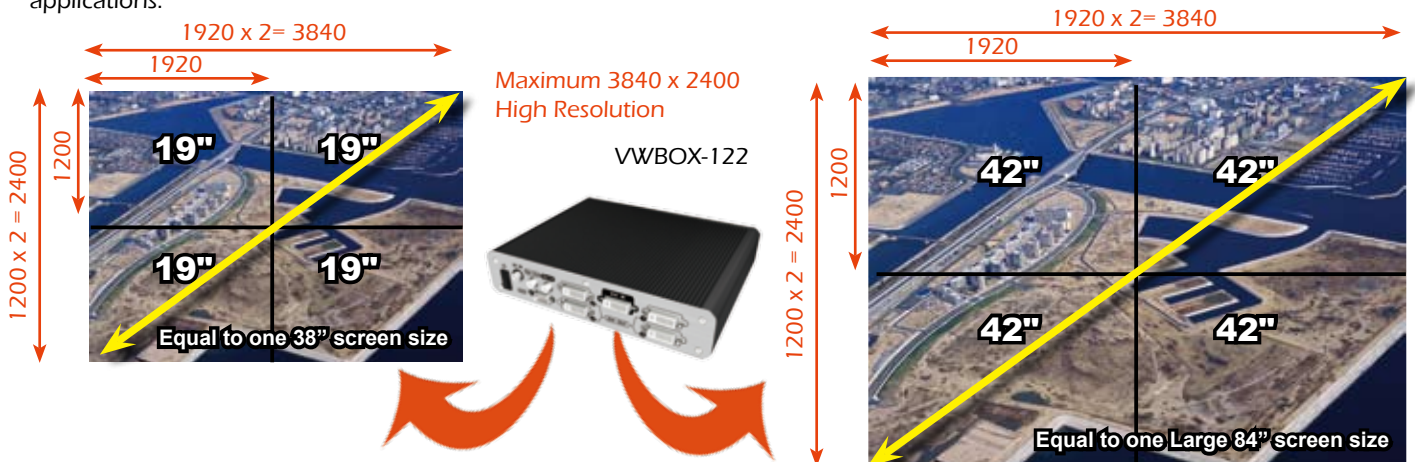 applications.
1920 x 2= 3840
1920
1200 x 2 = 2400
1200
19"
19"
19"
19"
Equal to one 38” screen size
Maximum 3840 x 2400
High Resolution
VWBOX-122
1920 x 2= 3840
1920
1200 x 2 = 2400
1200
42"
42"
42"
42"
Equal to one Large 84” screen size